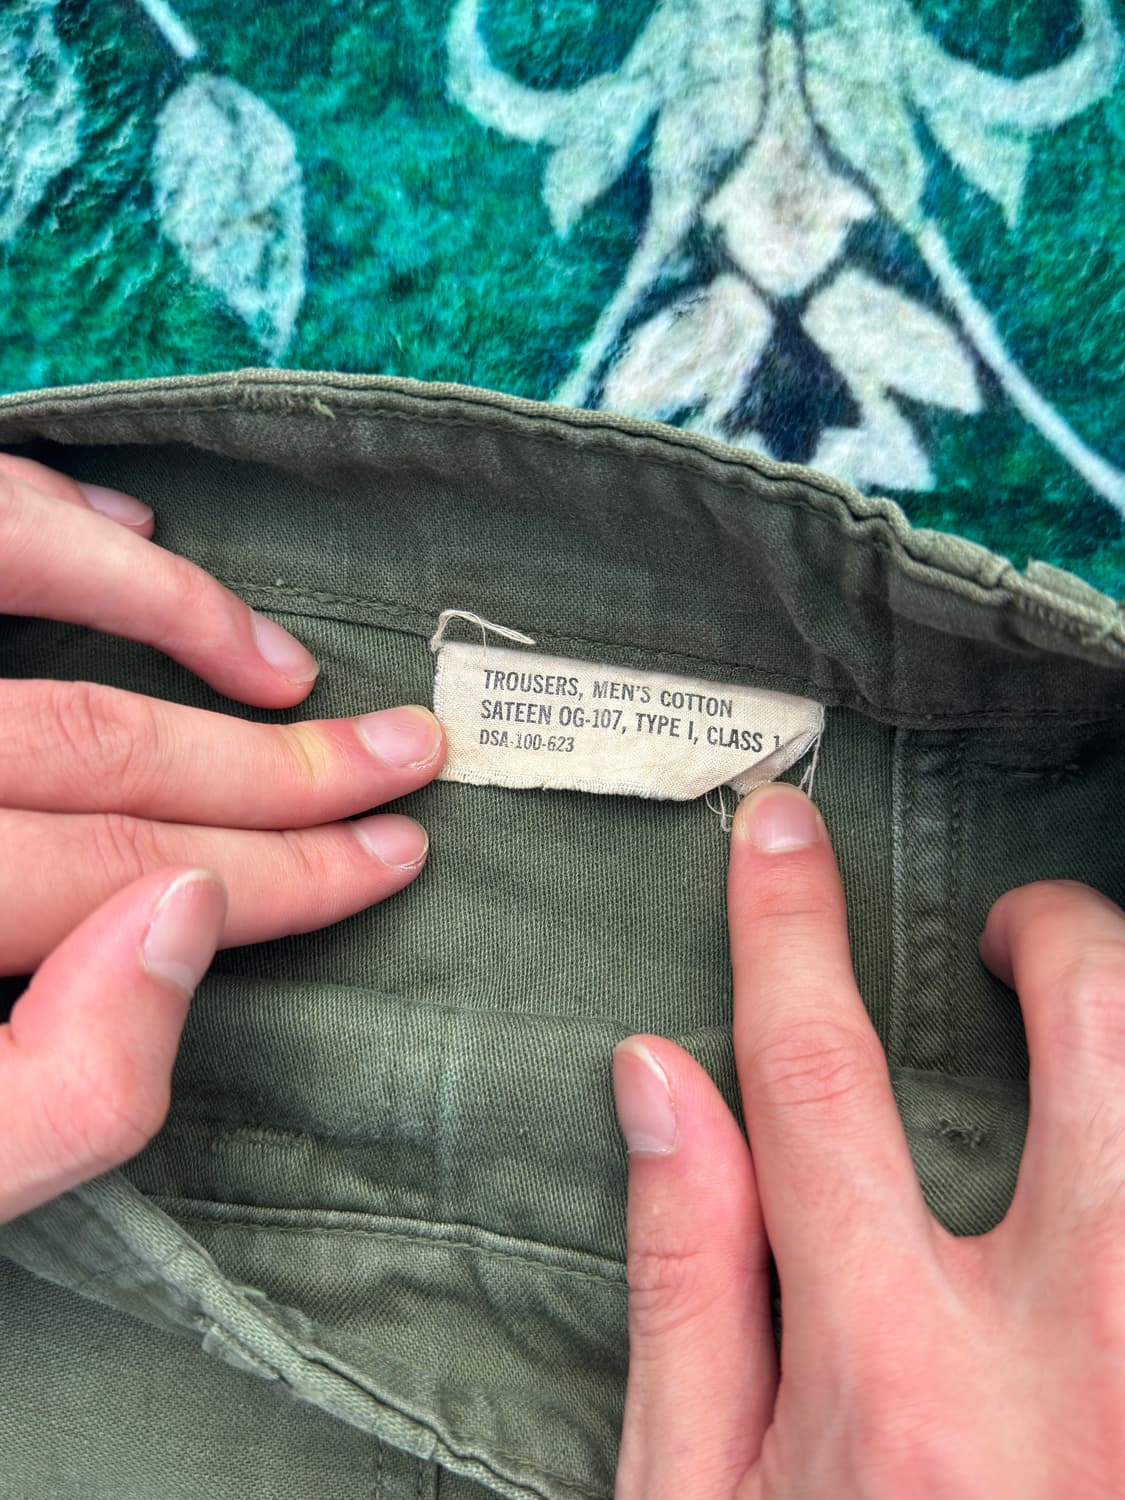 TROUSERS, MEN'S COTTON
SATEEN OG-107, TYPE I, CLASS 1
DSA-100-623